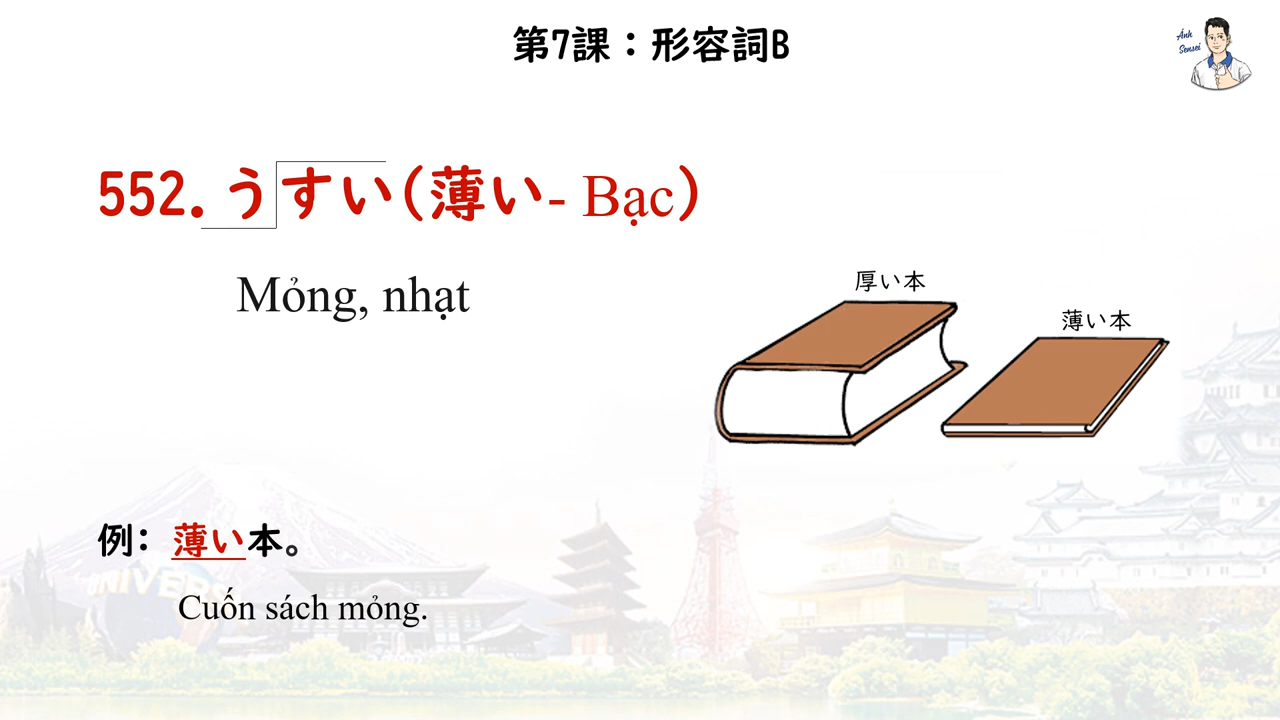 第7課：形容詞B
Ánh
Sensei
552.うすい(薄い- Bạc)
Mỏng, nhạt
厚い本
薄い本
例: 薄い本。
UNIVERS
Cuốn sách mỏng.